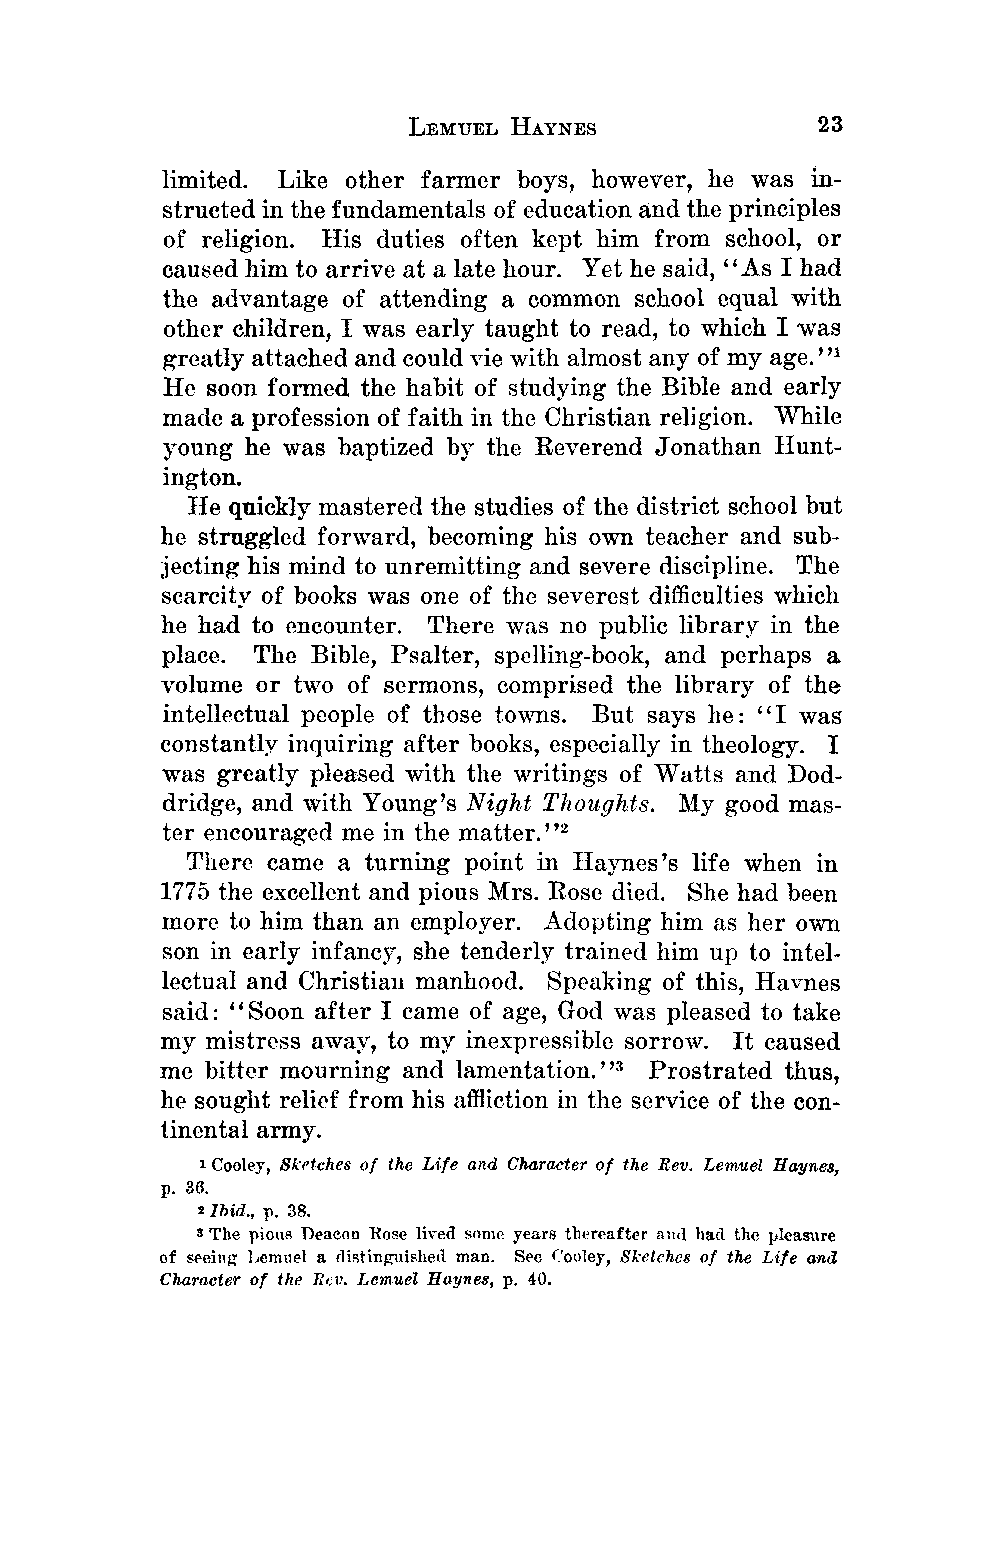 LEMUEL HAYNES 23
limited. Like other farmer boys, however, he was in-
structed in the fundamentals of education and the principles
of religion. His duties often kept him from school, or
caused him to arrive at a late hour. Yet he said, “As I had
the advantage of attending a common school equal with
other children, I was early taught to read, to which I was
greatly attached and could vie with almost any of my age.”1
He soon formed the habit of studying the Bible and early
made a profession of faith in the Christian religion. While
young he was baptized by the Reverend Jonathan Hunt-
ington.
He quickly mastered the studies of the district school but
he struggled forward, becoming his own teacher and sub-
jecting his mind to unremitting and severe discipline. The
scarcity of books was one of the severest difficulties which
he had to encounter. There was no public library in the
place. The Bible, Psalter, spelling-book, and perhaps a
volume or two of sermons, comprised the library of the
intellectual people of those towns. But says he: “I was
constantly inquiring after books, especially in theology. I
was greatly pleased with the writings of Watts and Dod-
dridge, and with Young’s Night Thoughts. My good mas-
ter encouraged me in the matter.”2
There came a turning point in Haynes’s life when in
1775 the excellent and pious Mrs. Rose died. She had been
more to him than an employer. Adopting him as her own
son in early infancy, she tenderly trained him up to intel-
lectual and Christian manhood. Speaking of this, Haynes
said: “Soon after I came of age, God was pleased to take
my mistress away, to my inexpressible sorrow. It caused
me bitter mourning and lamentation.”3 Prostrated thus,
he sought relief from his affliction in the service of the con-
tinental army.
1 Cooley, Sketches of the Life and Character of the Rev. Lemuel Haynes,
p. 36.
2 Ibid., p. 38.
3 The pious Deacon Rose lived some years thereafter and had the pleasure
of seeing Lemuel a distinguished man. See Cooley, Sketches of the Life and
Character of the Rev. Lemuel Haynes, p. 40.